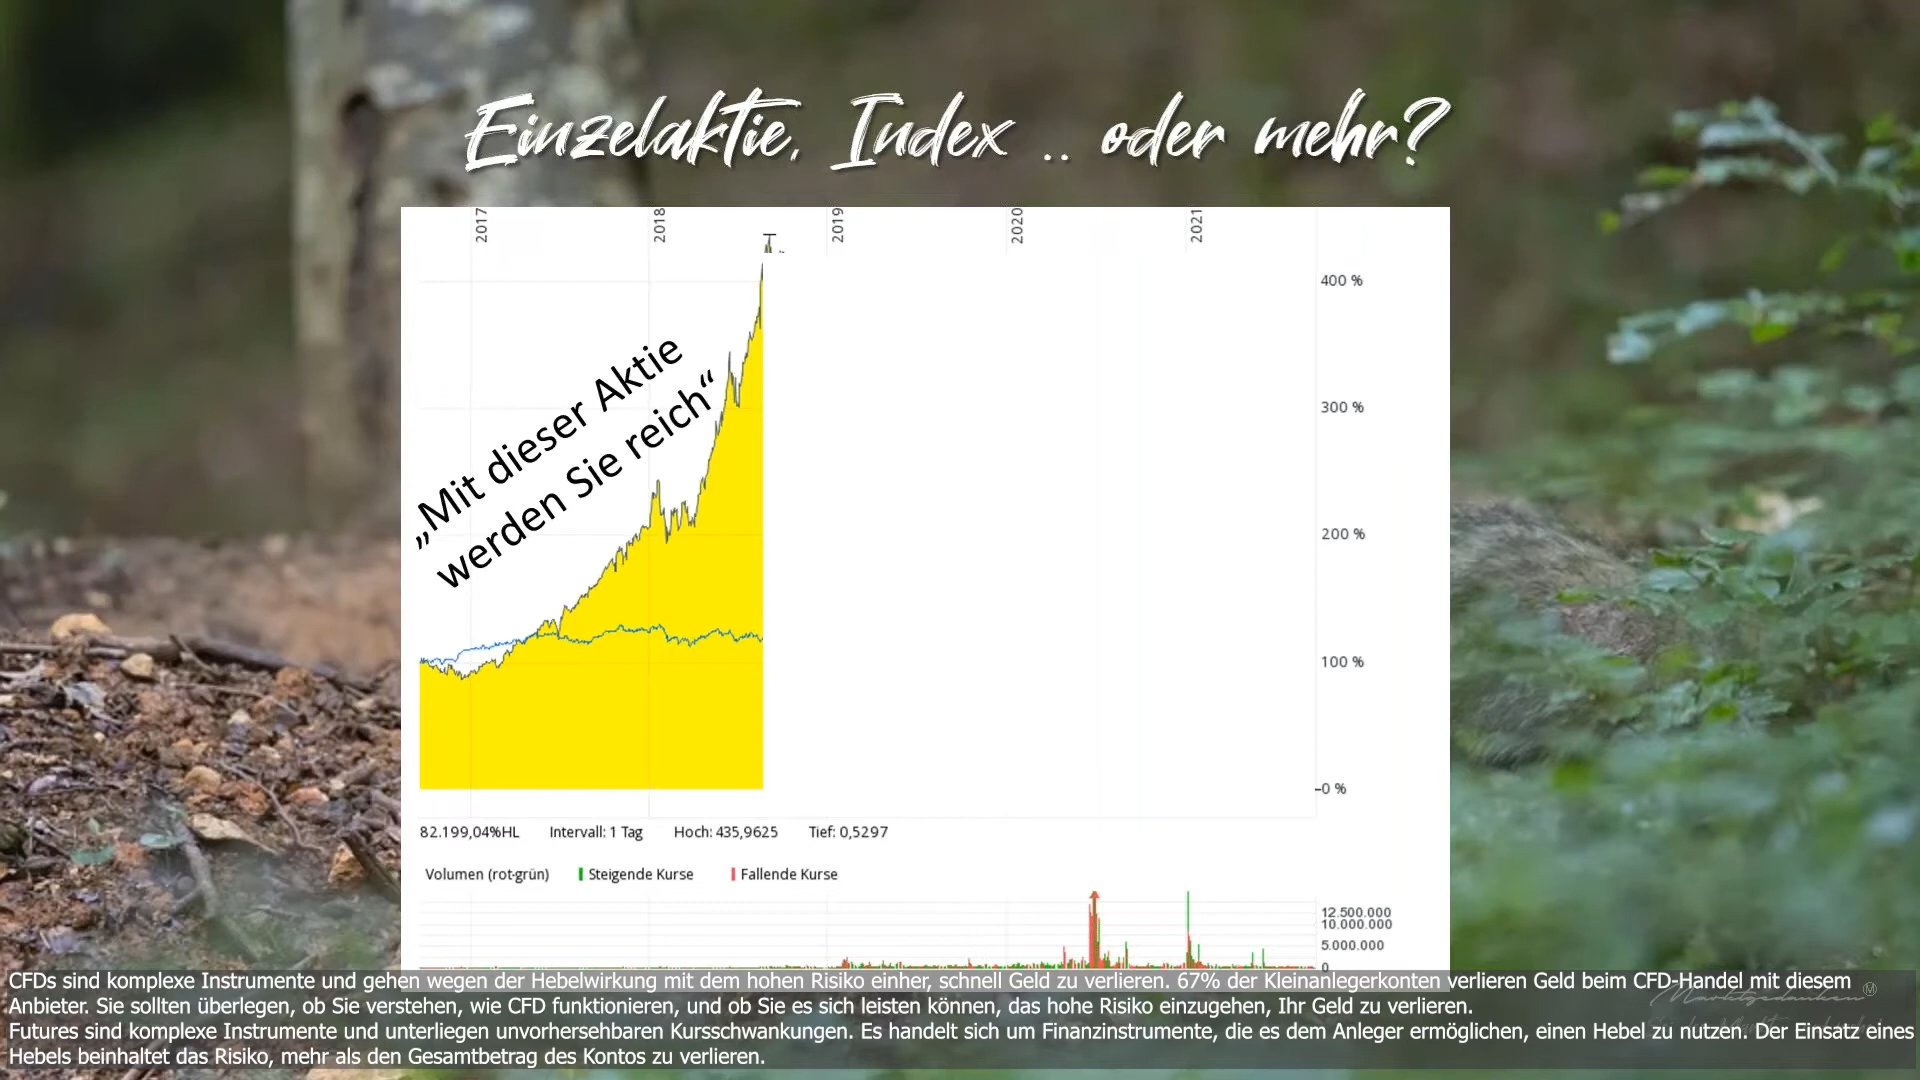 Einzelaktie, Index .. oder mehr?
2017 2018 2019 2020 2021
400 %
„Mit dieser Aktie
werden Sie reich“
300 %
200 %
100 %
0 %
82.199,04%HL Intervall: 1 Tag Hoch: 435,9625 Tief: 0,5297
Volumen (rot-grün) Steigende Kurse Fallende Kurse
12.500.000
10.000.000
5.000.000
0
CFDs sind komplexe Instrumente und gehen wegen der Hebelwirkung mit dem hohen Risiko einher, schnell Geld zu verlieren. 67% der Kleinanlegerkonten verlieren Geld beim CFD-Handel mit diesem
Anbieter. Sie sollten überlegen, ob Sie verstehen, wie CFD funktionieren, und ob Sie es sich leisten können, das hohe Risiko einzugehen, Ihr Geld zu verlieren.
Futures sind komplexe Instrumente und unterliegen unvorhersehbaren Kursschwankungen. Es handelt sich um Finanzinstrumente, die es dem Anleger ermöglichen, einen Hebel zu nutzen. Der Einsatz eines
Hebels beinhaltet das Risiko, mehr als den Gesamtbetrag des Kontos zu verlieren.